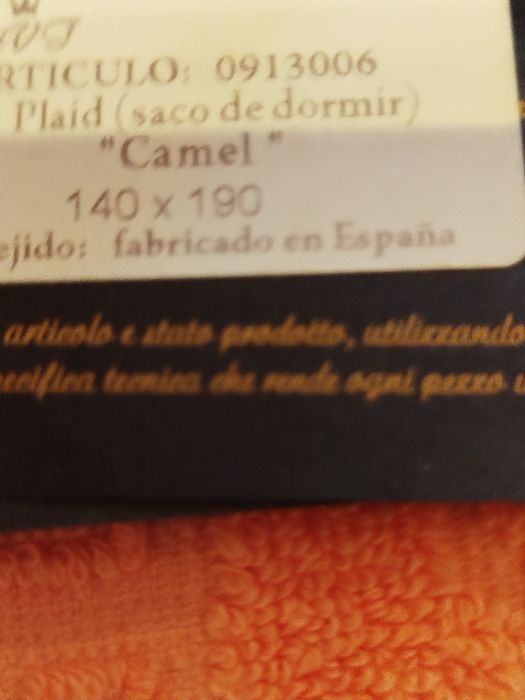 RTICULO: 0913006
Plaid (saco de dormir)
"Camel "
140 x 190
ejido: fabricado en España
articolo e stato prodotto, utilizzando
ecifica tecnica che rende ogni pezzo